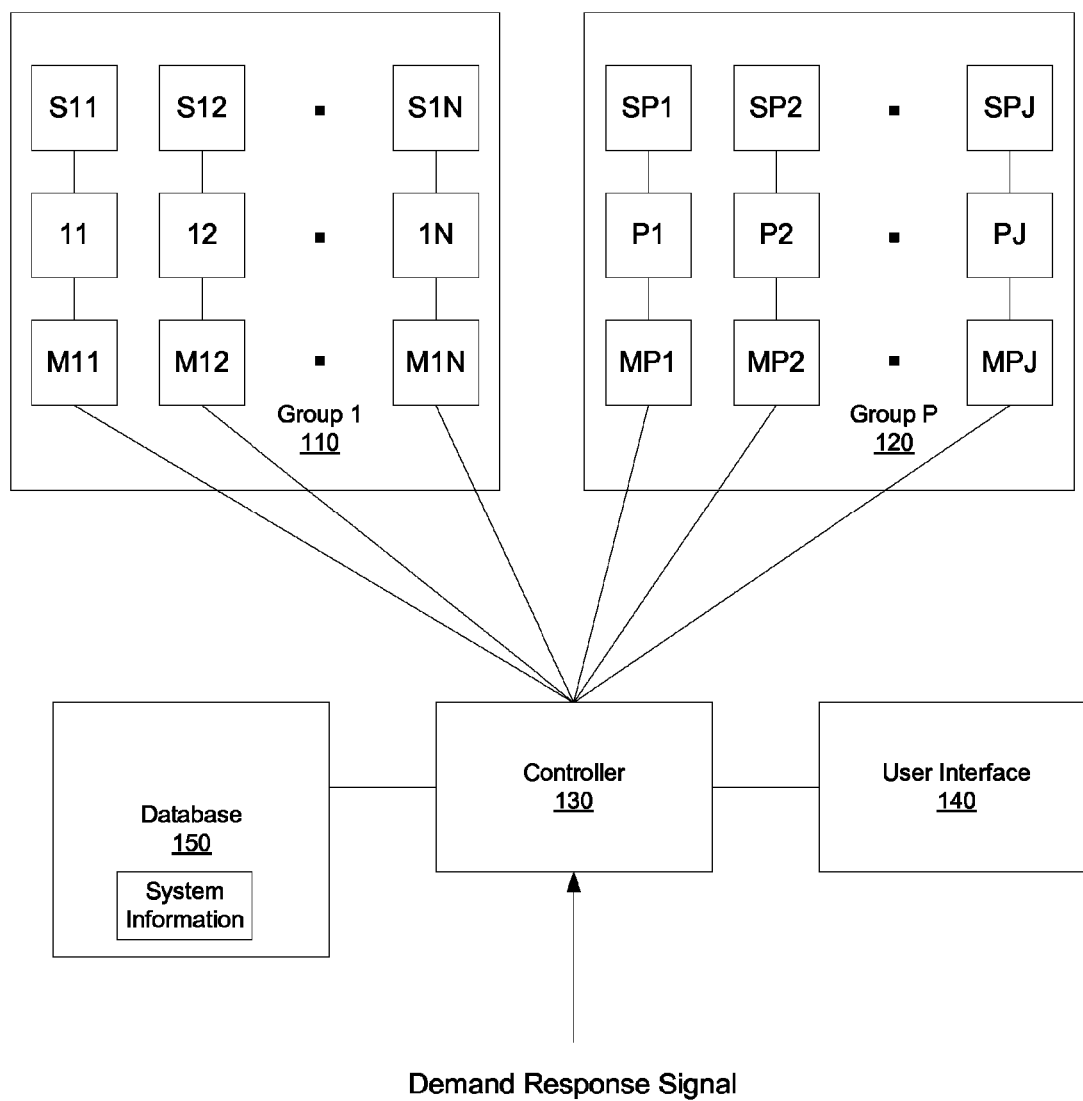 S11 S12 S1N SP1 SP2 SPJ
11 12 1N P1 P2 PJ
M11 M12 M1N MP1 MP2 MPJ
Group 1
110
Group P
120
Database
150
System
Information
Controller
130
User Interface
140
Demand Response Signal